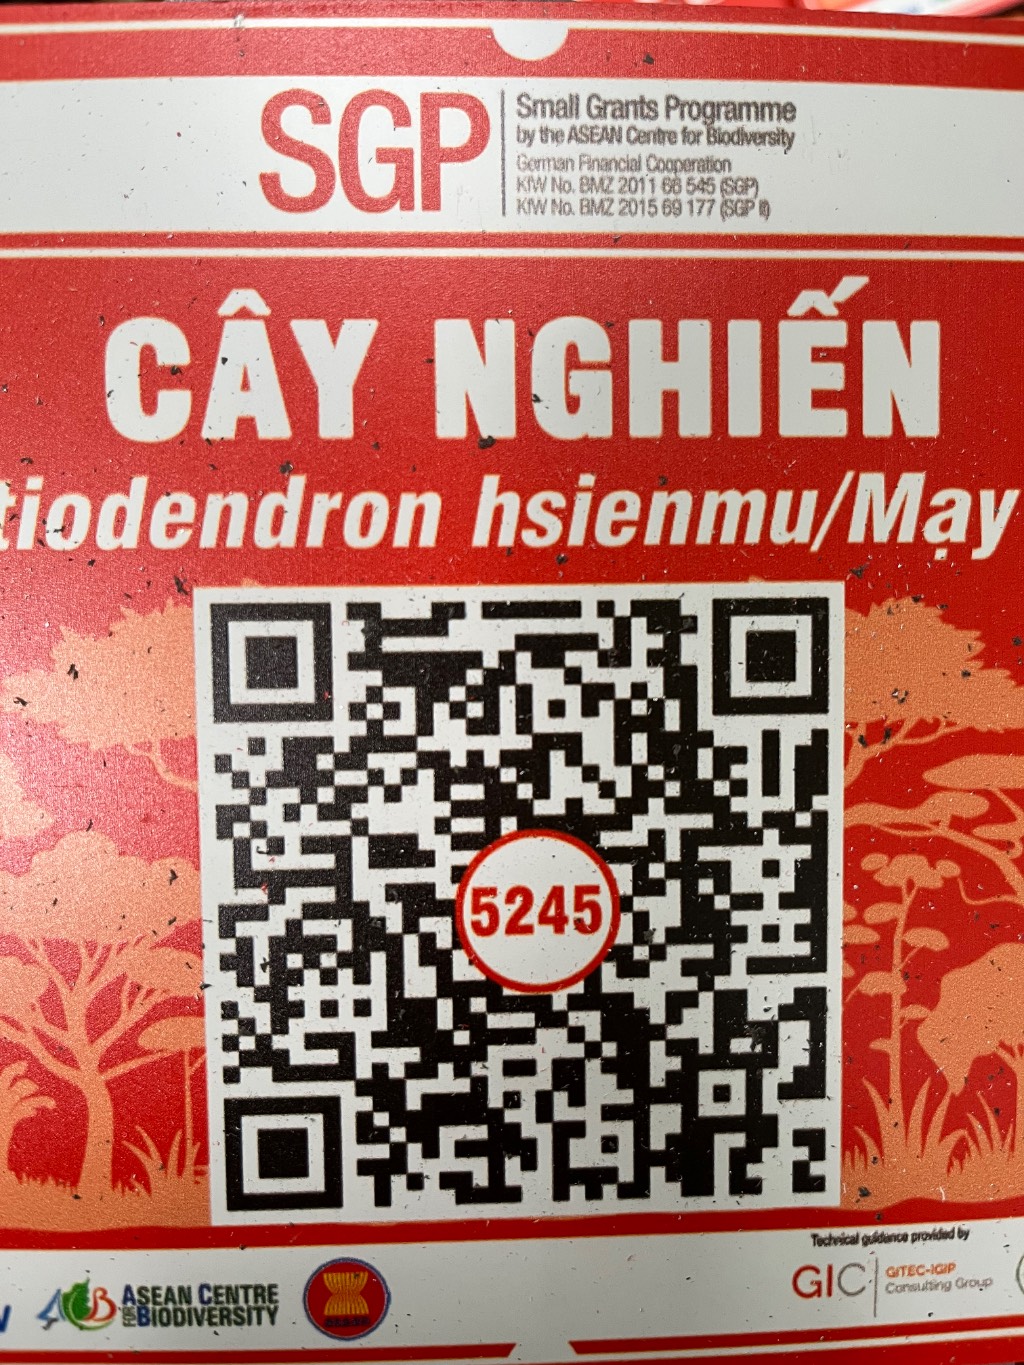 SGP
Small Grants Programme
by the ASEAN Centre for Biodiversity
German Financial Cooperation
KfW No. BMZ 2011 66 545 (SGP)
KfW No. BMZ 2015 69 177 (SGP II)
CÂY NGHIẾN
tiodendron hsienmu/Mạy
5245
Technical guidance provided by
ACB
ASEAN CENTRE
FOR BIODIVERSITY
asean
GIC
GITEC-IGIP
Consulting Group